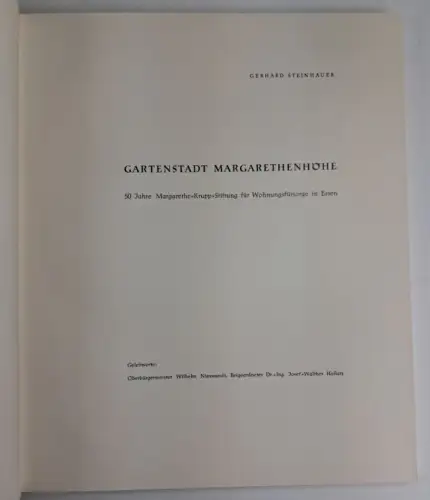 GERHARD STEINHAUER
GARTENSTADT MARGARETHENHÖHE
50 Jahre Margarethe-Krupp-Stiftung für Wohnungsfürsorge in Essen
Geleitworte:
Oberbürgermeister Wilhelm Nieswandt, Beigeordneter Dr.-Ing. Josef-Walther Hollatz